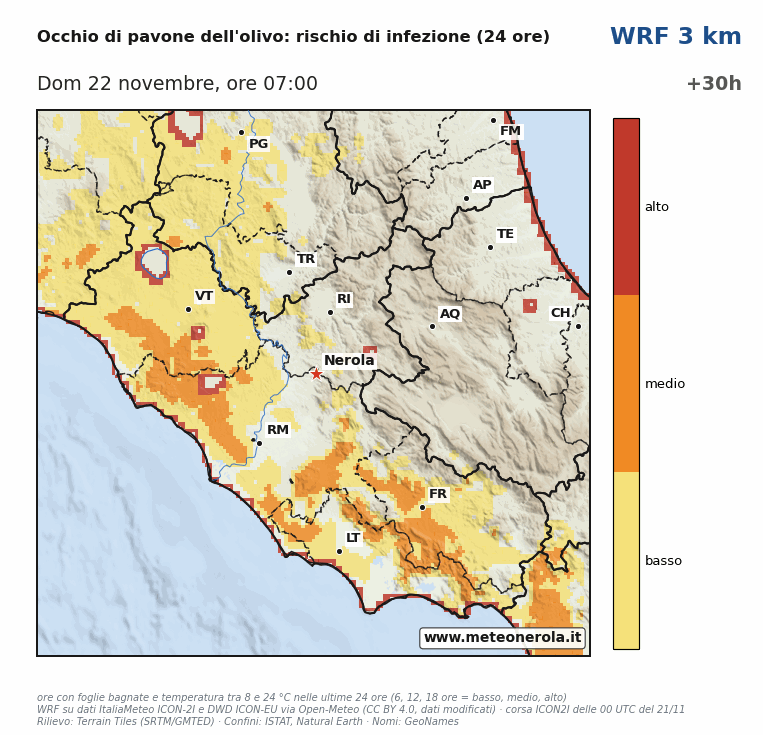 Occhio di pavone dell'olivo: rischio di infezione (24 ore)
WRF 3 km
Dom 22 novembre, ore 07:00
+30h
FM
PG
AP
TE
TR
RI
VT
AQ
CH
Nerola
RM
FR
LT
alto
medio
basso
www.meteonerola.it
ore con foglie bagnate e temperatura tra 8 e 24 °C nelle ultime 24 ore (6, 12, 18 ore = basso, medio, alto)
WRF su dati ItaliaMeteo ICON-2I e DWD ICON-EU via Open-Meteo (CC BY 4.0, dati modificati) · corsa ICON2I delle 00 UTC del 21/11
Rilievo: Terrain Tiles (SRTM/GMTED) · Confini: ISTAT, Natural Earth · Nomi: GeoNames